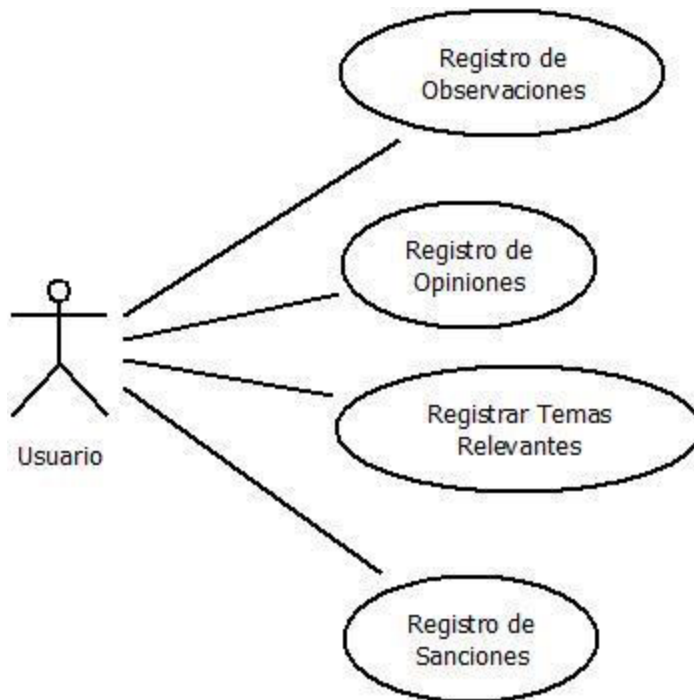 Registro de
Observaciones
Registro de
Opiniones
Registrar Temas
Relevantes
Usuario
Registro de
Sanciones